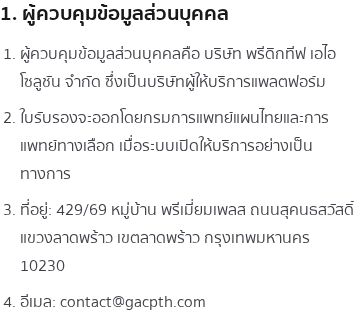 1. ผู้ควบคุมข้อมูลส่วนบุคคล
1. ผู้ควบคุมข้อมูลส่วนบุคคลคือ บริษัท พรีดิกทีฟ เอไอ
โซลูชัน จำกัด ซึ่งเป็นบริษัทผู้ให้บริการแพลตฟอร์ม
2. ใบรับรองจะออกโดยกรมการแพทย์แผนไทยและการ
แพทย์ทางเลือก เมื่อระบบเปิดให้บริการอย่างเป็น
ทางการ
3. ที่อยู่: 429/69 หมู่บ้าน พรีเมี่ยมเพลส ถนนสุคนธสวัสดิ์
แขวงลาดพร้าว เขตลาดพร้าว กรุงเทพมหานคร
10230
4. อีเมล: contact@gacpth.com